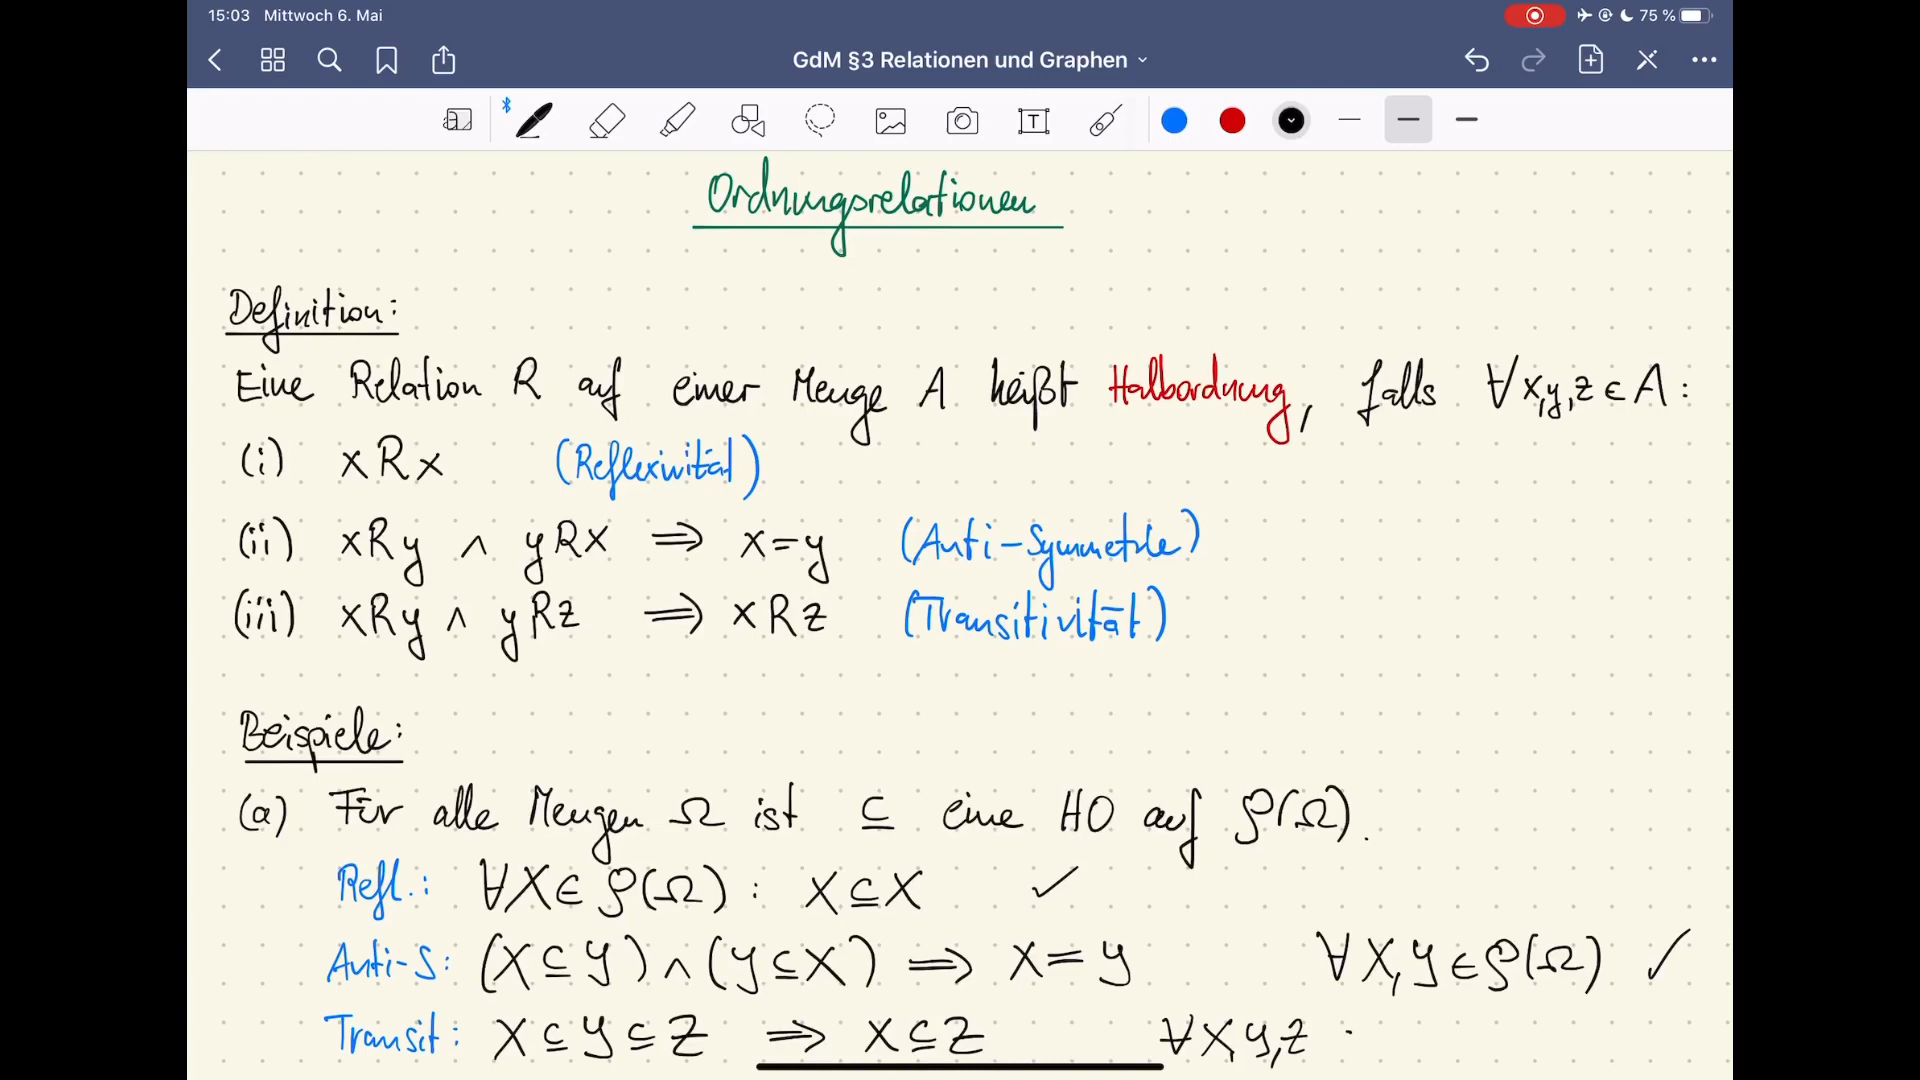 15:03 Mittwoch 6. Mai 75 %
GdM §3 Relationen und Graphen
Ordnungsrelationen
Definition:
Eine Relation R auf einer Menge A heißt Halbordnung, falls ∀x,y,z ∈ A:
(i) xRx (Reflexivität)
(ii) xRy ∧ yRx ⟹ x=y (Anti-Symmetrie)
(iii) xRy ∧ yRz ⟹ xRz (Transitivität)
Beispiele:
(a) Für alle Mengen Ω ist ⊆ eine HO auf ℘(Ω).
Refl.: ∀X∈℘(Ω): X⊆X ✓
Anti-S: (X⊆Y)∧(Y⊆X) ⟹ X=Y ∀X,Y∈℘(Ω) ✓
Transit: X⊆Y⊆Z ⟹ X⊆Z ∀X,Y,Z